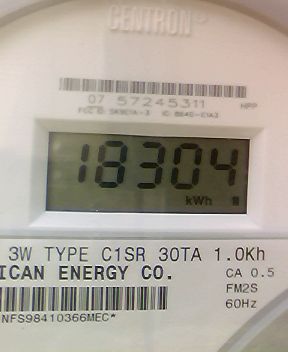 CENTRON®
07 57245311
HPP
18304
kWh
3W TYPE C1SR 30TA 1.0Kh
ICAN ENERGY CO.
CA 0.5
FM2S
60Hz
NFS98410366MEC*